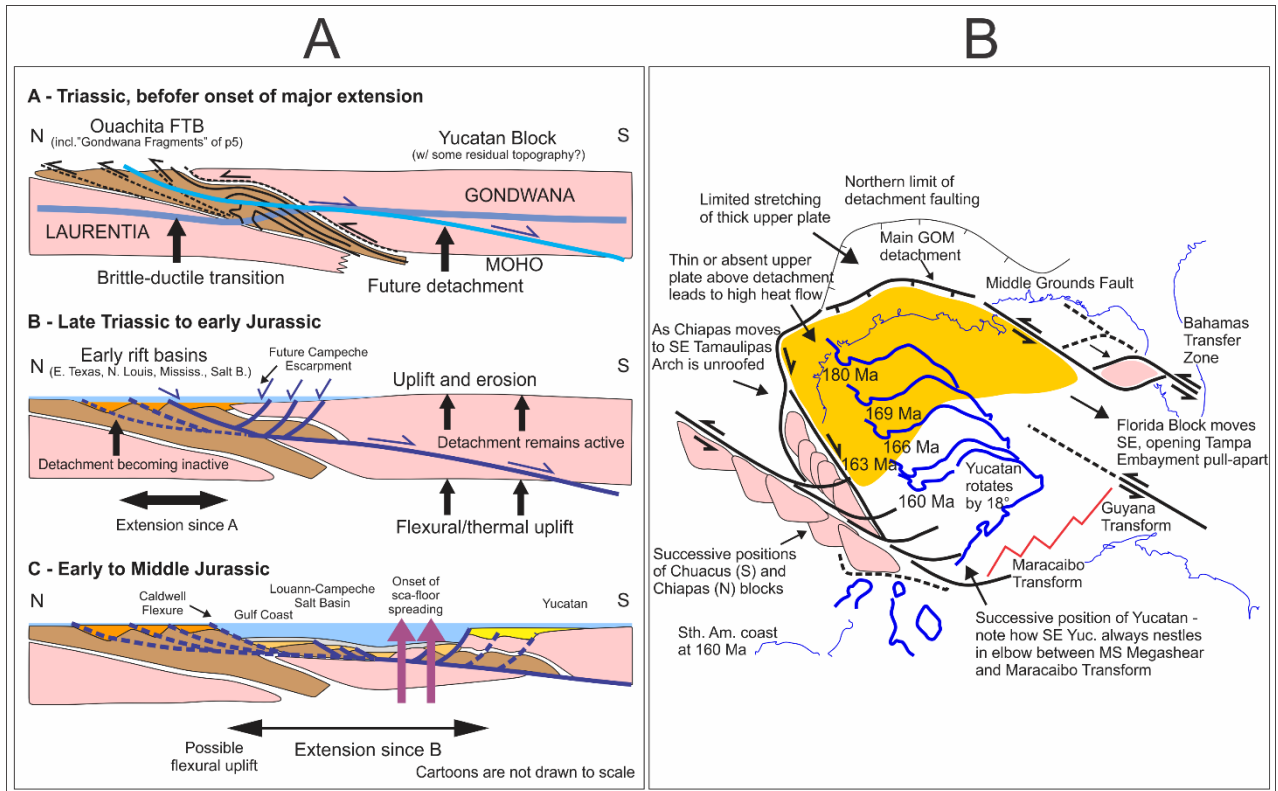 A
B
A - Triassic, befofer onset of major extension
N
Ouachita FTB
(incl."Gondwana Fragments" of p5)
Yucatan Block
(w/ some residual topography?)
S
GONDWANA
LAURENTIA
MOHO
Brittle-ductile transition
Future detachment
B - Late Triassic to early Jurassic
N
Early rift basins
(E. Texas, N. Louis, Mississ., Salt B.)
Future Campeche
Escarpment
S
Uplift and erosion
Detachment becoming inactive
Detachment remains active
Extension since A
Flexural/thermal uplift
C - Early to Middle Jurassic
N
Caldwell
Flexure
Gulf Coast
Louann-Campeche
Salt Basin
Onset of
sca-floor
spreading
Yucatan
S
Possible
flexural uplift
Extension since B
Cartoons are not drawn to scale
Limited stretching
of thick upper plate
Northern limit of
detachment faulting
Main GOM
detachment
Thin or absent upper
plate above detachment
leads to high heat flow
Middle Grounds Fault
As Chiapas moves
to SE Tamaulipas
Arch is unroofed
Bahamas
Transfer
Zone
180 Ma
169 Ma
166 Ma
163 Ma
160 Ma
Yucatan
rotates
by 18°
Florida Block moves
SE, opening Tampa
Embayment pull-apart
Guyana
Transform
Maracaibo
Transform
Successive positions
of Chuacus (S) and
Chiapas (N) blocks
Sth. Am. coast
at 160 Ma
Successive position of Yucatan -
note how SE Yuc. always nestles
in elbow between MS Megashear
and Maracaibo Transform